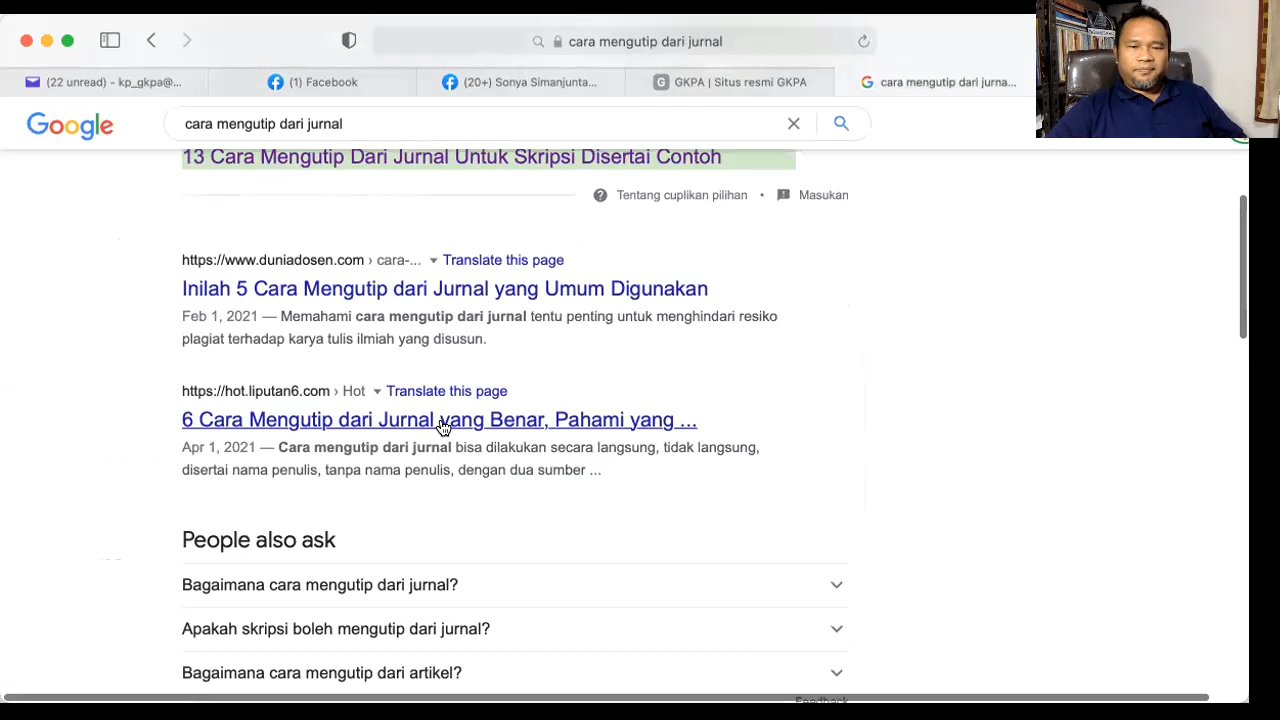 cara mengutip dari jurnal
(22 unread) - kp_gkpa@...
(1) Facebook
(20+) Sonya Simanjunta...
G GKPA | Situs resmi GKPA
cara mengutip dari jurna...
Google
cara mengutip dari jurnal
13 Cara Mengutip Dari Jurnal Untuk Skripsi Disertai Contoh
Tentang cuplikan pilihan • Masukan
https://www.duniadosen.com › cara-... Translate this page
Inilah 5 Cara Mengutip dari Jurnal yang Umum Digunakan
Feb 1, 2021 — Memahami cara mengutip dari jurnal tentu penting untuk menghindari resiko
plagiat terhadap karya tulis ilmiah yang disusun.
https://hot.liputan6.com › Hot Translate this page
6 Cara Mengutip dari Jurnal yang Benar, Pahami yang ...
Apr 1, 2021 — Cara mengutip dari jurnal bisa dilakukan secara langsung, tidak langsung,
disertai nama penulis, tanpa nama penulis, dengan dua sumber ...
People also ask
Bagaimana cara mengutip dari jurnal?
Apakah skripsi boleh mengutip dari jurnal?
Bagaimana cara mengutip dari artikel?
Feedback